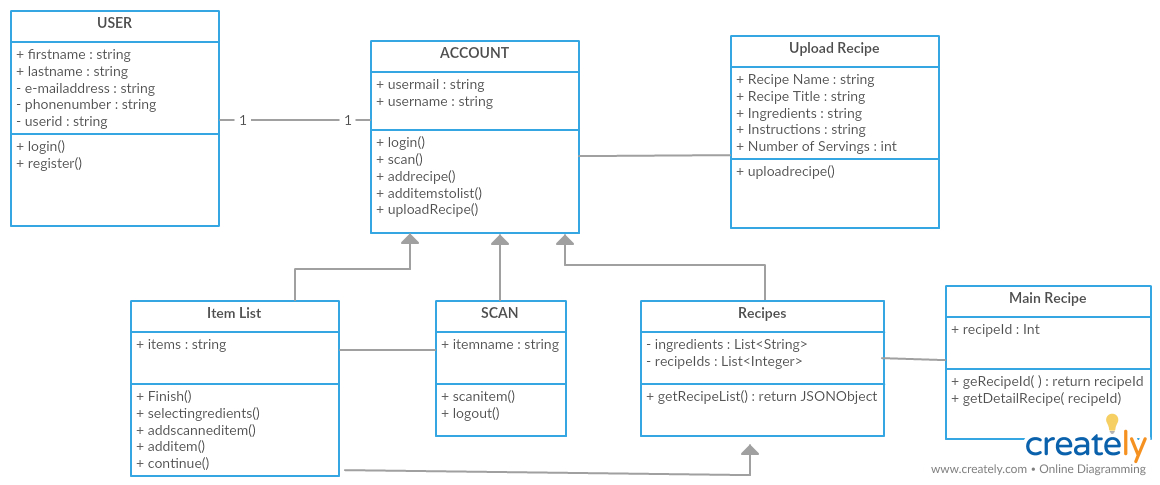 USER
+ firstname : string
+ lastname : string
- e-mailaddress : string
- phonenumber : string
- userid : string
+ login()
+ register()
1
1
ACCOUNT
+ usermail : string
+ username : string
+ login()
+ scan()
+ addrecipe()
+ additemstolist()
+ uploadRecipe()
Upload Recipe
+ Recipe Name : string
+ Recipe Title : string
+ Ingredients : string
+ Instructions : string
+ Number of Servings : int
+ uploadrecipe()
Item List
+ items : string
+ Finish()
+ selectingredients()
+ addscanneditem()
+ additem()
+ continue()
SCAN
+ itemname : string
+ scanitem()
+ logout()
Recipes
- ingredients : List<String>
- recipeIds : List<Integer>
+ getRecipeList() : return JSONObject
Main Recipe
+ recipeId : Int
+ geRecipeId( ) : return recipeId
+ getDetailRecipe( recipeId)
creately
www.creately.com • Online Diagramming